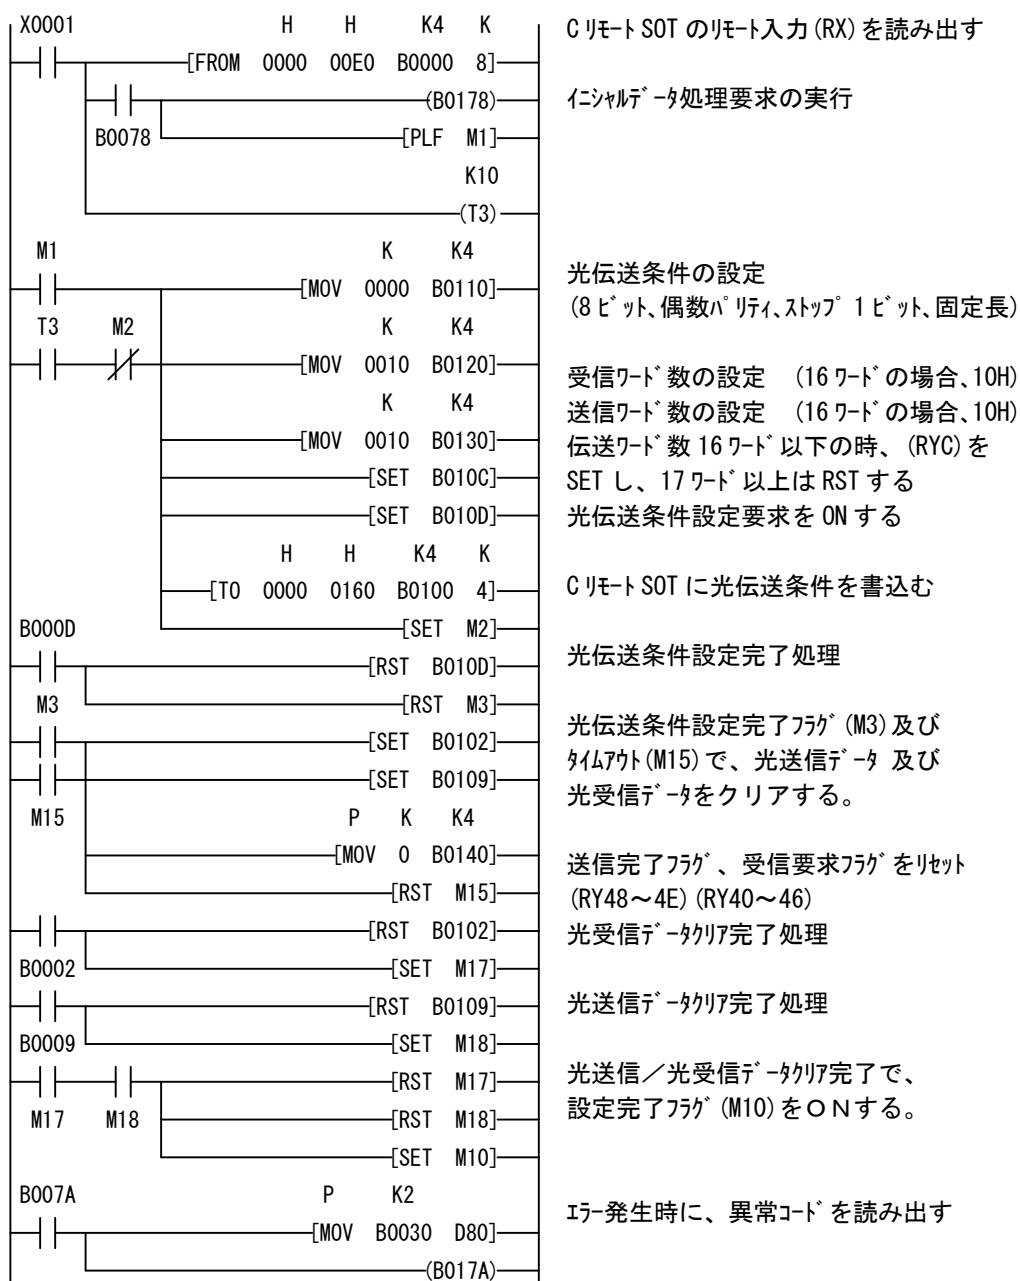 X0001 H H K4 K Cリモート SOT のリモート入力(RX)を読み出す
[FROM 0000 00E0 B0000 8]
(B0178) イニシャルデータ処理要求の実行
B0078 [PLF M1]
K10
(T3)
M1 K K4 光伝送条件の設定
[MOV 0000 B0110] (8ビット、偶数パリティ、ストップ 1ビット、固定長)
T3 M2 K K4
[MOV 0010 B0120] 受信ワード数の設定 (16ワードの場合、10H)
K K4 送信ワード数の設定 (16ワードの場合、10H)
[MOV 0010 B0130] 伝送ワード数16ワード以下の時、(RYC)を
[SET B010C] SETし、17ワード以上はRSTする
[SET B010D] 光伝送条件設定要求をONする
H H K4 K
[TO 0000 0160 B0100 4] CリモートSOTに光伝送条件を書込む
B000D [SET M2]
[RST B010D] 光伝送条件設定完了処理
M3 [RST M3]
[SET B0102] 光伝送条件設定完了フラグ(M3)及び
[SET B0109] タイムアウト(M15)で、光送信データ 及び
M15 P K K4 光受信データをクリアする。
[MOV 0 B0140] 送信完了フラグ、受信要求フラグをリセット
[RST M15] (RY48～4E)(RY40～46)
[RST B0102] 光受信データクリア完了処理
B0002 [SET M17]
[RST B0109] 光送信データクリア完了処理
B0009 [SET M18]
[RST M17] 光送信／光受信データクリア完了で、
M17 M18 [RST M18] 設定完了フラグ(M10)をＯＮする。
[SET M10]
B007A P K2
[MOV B0030 D80] エラー発生時に、異常コードを読み出す
(B017A)